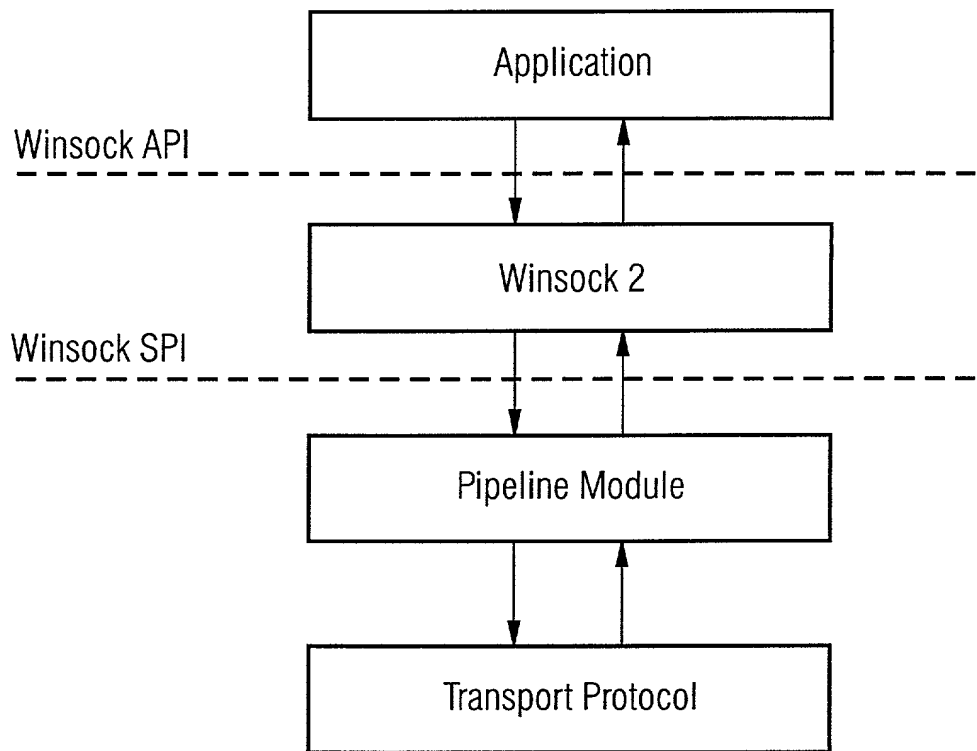 Application
Winsock API
Winsock 2
Winsock SPI
Pipeline Module
Transport Protocol